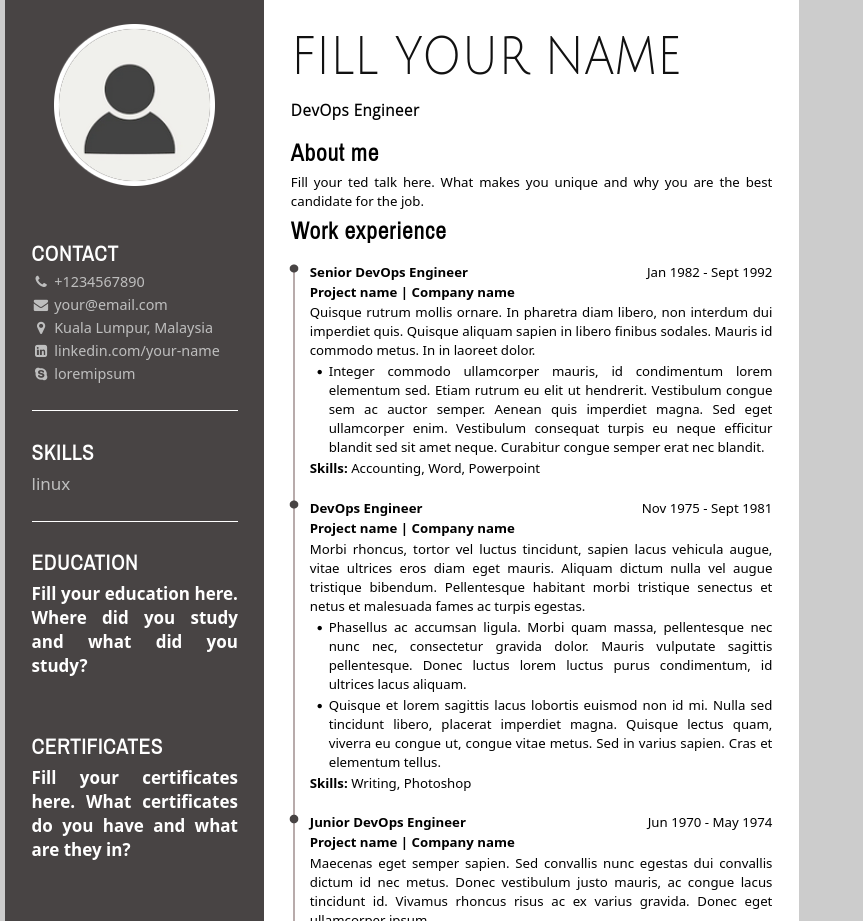 CONTACT
+1234567890
your@email.com
Kuala Lumpur, Malaysia
linkedin.com/your-name
loremipsum
SKILLS
linux
EDUCATION
Fill your education here.
Where did you study
and what did you
study?
CERTIFICATES
Fill your certificates
here. What certificates
do you have and what
are they in?
FILL YOUR NAME
DevOps Engineer
About me
Fill your ted talk here. What makes you unique and why you are the best
candidate for the job.
Work experience
Senior DevOps Engineer Jan 1982 - Sept 1992
Project name | Company name
Quisque rutrum mollis ornare. In pharetra diam libero, non interdum dui
imperdiet quis. Quisque aliquam sapien in libero finibus sodales. Mauris id
commodo metus. In in laoreet dolor.
• Integer commodo ullamcorper mauris, id condimentum lorem
elementum sed. Etiam rutrum eu elit ut hendrerit. Vestibulum congue
sem ac auctor semper. Aenean quis imperdiet magna. Sed eget
ullamcorper enim. Vestibulum consequat turpis eu neque efficitur
blandit sed sit amet neque. Curabitur congue semper erat nec blandit.
Skills: Accounting, Word, Powerpoint
DevOps Engineer Nov 1975 - Sept 1981
Project name | Company name
Morbi rhoncus, tortor vel luctus tincidunt, sapien lacus vehicula augue,
vitae ultrices eros diam eget mauris. Aliquam dictum nulla vel augue
tristique bibendum. Pellentesque habitant morbi tristique senectus et
netus et malesuada fames ac turpis egestas.
• Phasellus ac accumsan ligula. Morbi quam massa, pellentesque nec
nunc nec, consectetur gravida dolor. Mauris vulputate sagittis
pellentesque. Donec luctus lorem luctus purus condimentum, id
ultrices lacus aliquam.
• Quisque et lorem sagittis lacus lobortis euismod non id mi. Nulla sed
tincidunt libero, placerat imperdiet magna. Quisque lectus quam,
viverra eu congue ut, congue vitae metus. Sed in varius sapien. Cras et
elementum tellus.
Skills: Writing, Photoshop
Junior DevOps Engineer Jun 1970 - May 1974
Project name | Company name
Maecenas eget semper sapien. Sed convallis nunc egestas dui convallis
dictum id nec metus. Donec vestibulum justo mauris, ac congue lacus
tincidunt id. Vivamus rhoncus risus ac ex varius gravida. Donec eget
ullamcorper ipsum.